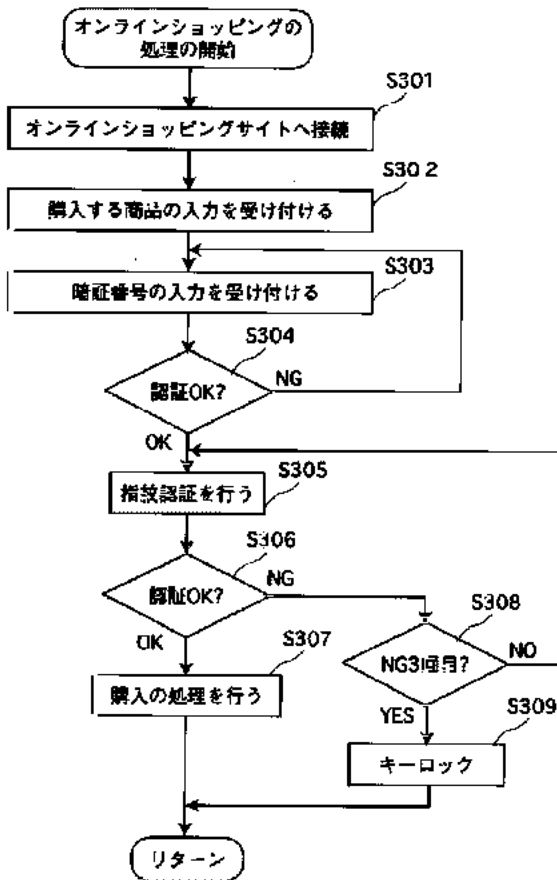 オンラインショッピングの
処理の開始
S301
オンラインショッピングサイトへ接続
S302
購入する商品の入力を受け付ける
S303
暗証番号の入力を受け付ける
S304
認証OK?
NG
OK
S305
指紋認証を行う
S306
認証OK?
NG
OK
S307
購入の処理を行う
S308
NG3回目?
NO
YES
S309
キーロック
リターン